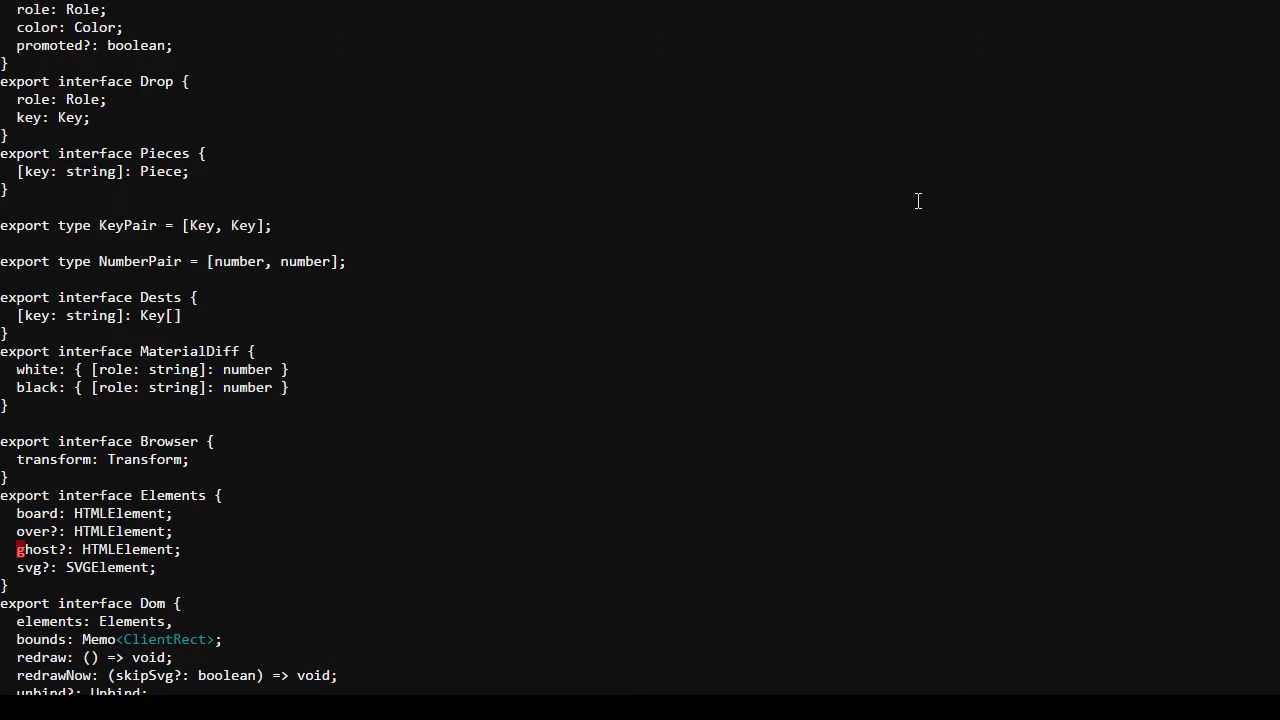 role: Role;
color: Color;
promoted?: boolean;
}
export interface Drop {
role: Role;
key: Key;
}
export interface Pieces {
[key: string]: Piece;
}
export type KeyPair = [Key, Key];
export type NumberPair = [number, number];
export interface Dests {
[key: string]: Key[]
}
export interface MaterialDiff {
white: { [role: string]: number }
black: { [role: string]: number }
}
export interface Browser {
transform: Transform;
}
export interface Elements {
board: HTMLElement;
over?: HTMLElement;
ghost?: HTMLElement;
svg?: SVGElement;
}
export interface Dom {
elements: Elements,
bounds: Memo<ClientRect>;
redraw: () => void;
redrawNow: (skipSvg?: boolean) => void;
unbind?: Unbind;